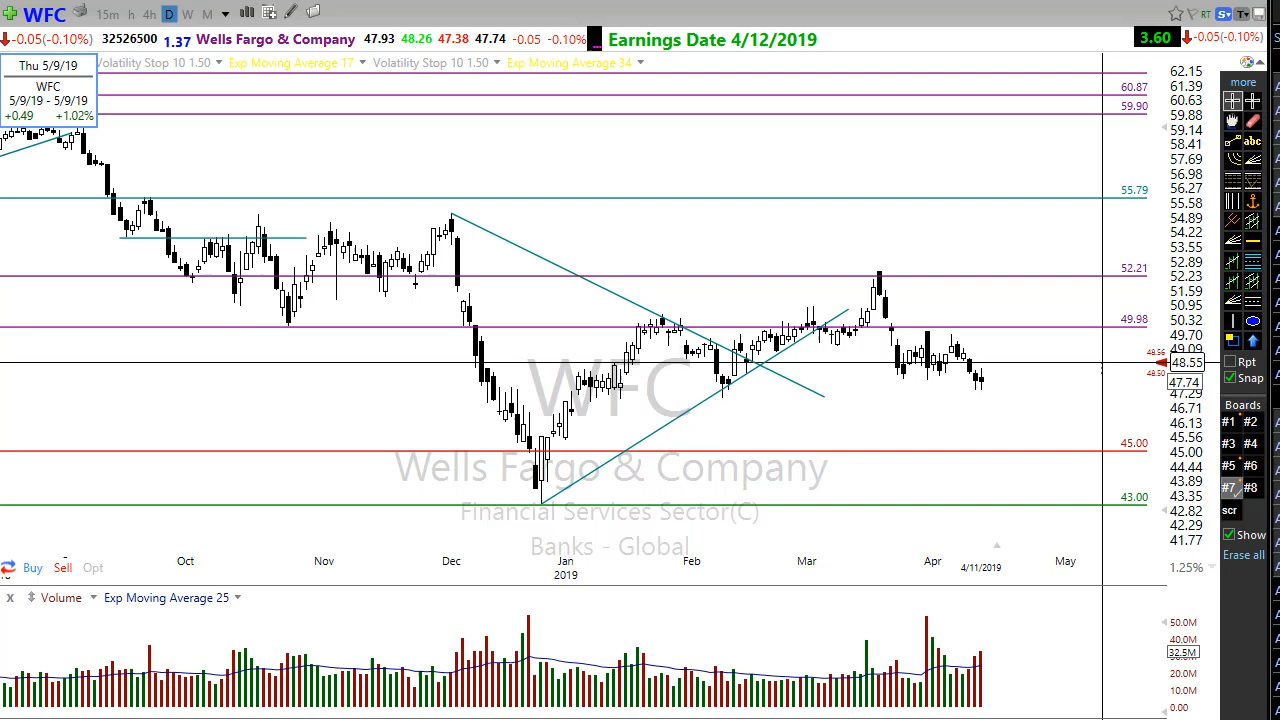 WFC 15m h 4h D W M RT S T
-0.05(-0.10%) 32526500 1.37 Wells Fargo & Company 47.93 48.26 47.38 47.74 -0.05 -0.10% Earnings Date 4/12/2019 3.60 -0.05(-0.10%)
Thu 5/9/19
WFC
5/9/19 - 5/9/19
+0.49 +1.02%
Volatility Stop 10 1.50 Exp Moving Average 17 Volatility Stop 10 1.50 Exp Moving Average 34
60.87
59.90
55.79
52.21
49.98
48.56
48.50
45.00
43.00
62.15
61.39
60.63
59.88
59.14
58.41
57.69
56.98
56.27
55.58
54.89
54.22
53.55
52.89
52.23
51.59
50.95
50.32
49.70
49.09
48.55
47.74
47.29
46.71
46.13
45.56
45.00
44.44
43.89
43.35
42.82
42.29
41.77
1.25%
more
abc
Rpt
Snap
Boards
#1 #2
#3 #4
#5 #6
#7 #8
scr
Show
Erase all
WFC
Wells Fargo & Company
Financial Services Sector(C)
Banks - Global
Oct Nov Dec Jan Feb Mar Apr 4/11/2019 May
2019
Buy Sell Opt
x Volume Exp Moving Average 25
50.0M
40.0M
32.5M
20.0M
10.0M
0.00